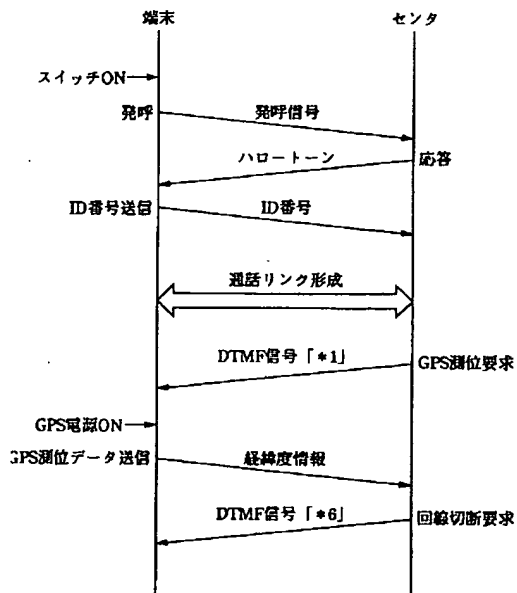 端末 センタ
スイッチON
発呼 発呼信号
ハロートーン 応答
ID番号送信 ID番号
通話リンク形成
DTMF信号「*1」 GPS測位要求
GPS電源ON
GPS測位データ送信 経緯度情報
DTMF信号「*6」 回線切断要求